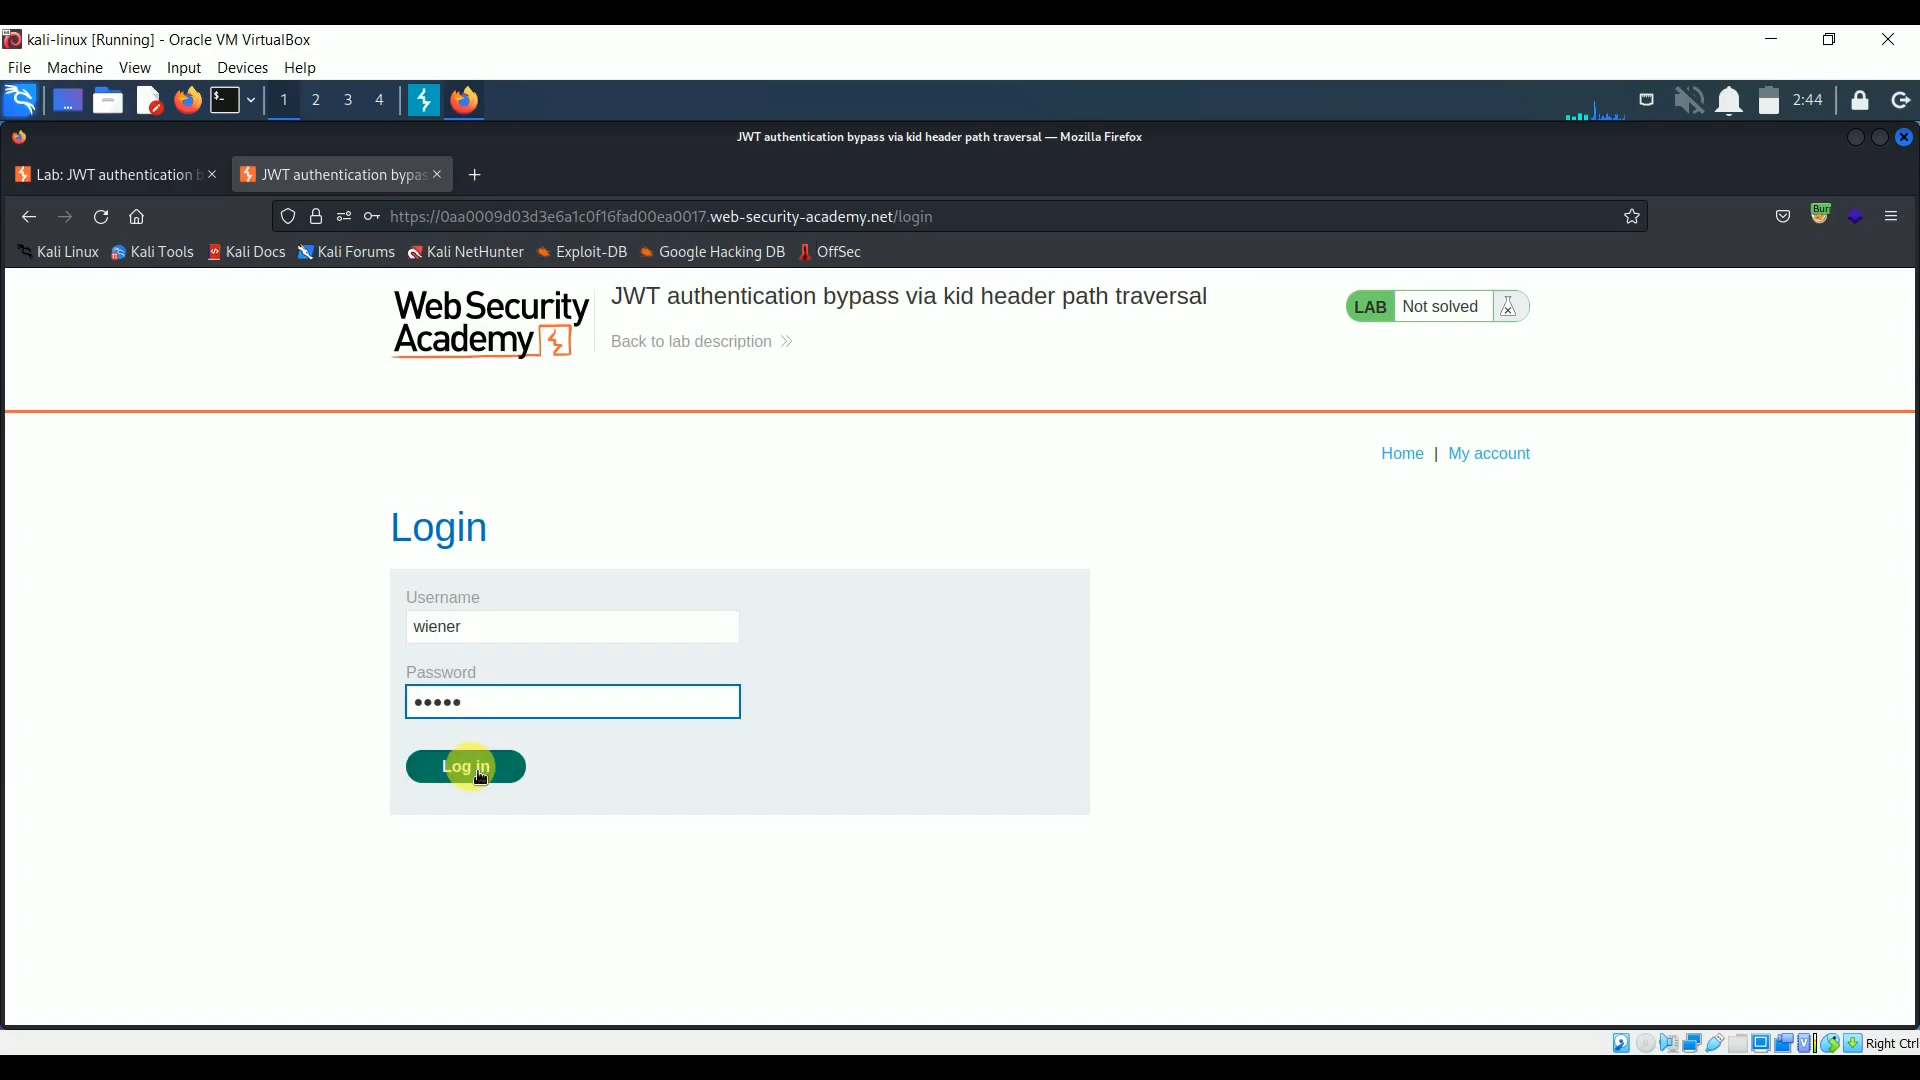 kali-linux [Running] - Oracle VM VirtualBox
File Machine View Input Devices Help
1 2 3 4 2:44
JWT authentication bypass via kid header path traversal — Mozilla Firefox
Lab: JWT authentication b JWT authentication bypas
https://0aa0009d03d3e6a1c0f16fad00ea0017.web-security-academy.net/login
Kali Linux Kali Tools Kali Docs Kali Forums Kali NetHunter Exploit-DB Google Hacking DB OffSec
WebSecurity
Academy
JWT authentication bypass via kid header path traversal
Back to lab description
LAB Not solved
Home | My account
Login
Username
wiener
Password
•••••
Log in
Right Ctrl